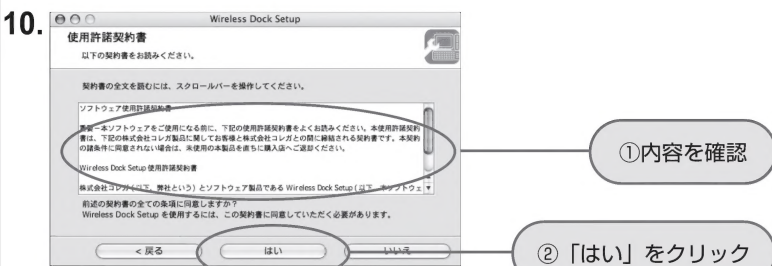 10.
Wireless Dock Setup
使用許諾契約書
以下の契約書をお読みください。
契約書の全文を読むには、スクロールバーを操作してください。
ソフトウェア使用許諾契約書
重要－本ソフトウェアをご使用になる前に、下記の使用許諾契約書をよくお読みください。本使用許諾契約
書は、下記の株式会社コレガ製品に関してお客様と株式会社コレガとの間に締結される契約書です。本契約
の諸条件に同意されない場合は、未使用の本製品を直ちに購入店へご返却ください。
Wireless Dock Setup 使用許諾契約書
株式会社コレガ (以下、弊社という) とソフトウェア製品である Wireless Dock Setup ( 以下、本ソフトウェ
前述の契約書の全ての条項に同意しますか？
Wireless Dock Setup を使用するには、この契約書に同意していただく必要があります。
< 戻る
はい
いいえ
①内容を確認
②「はい」をクリック